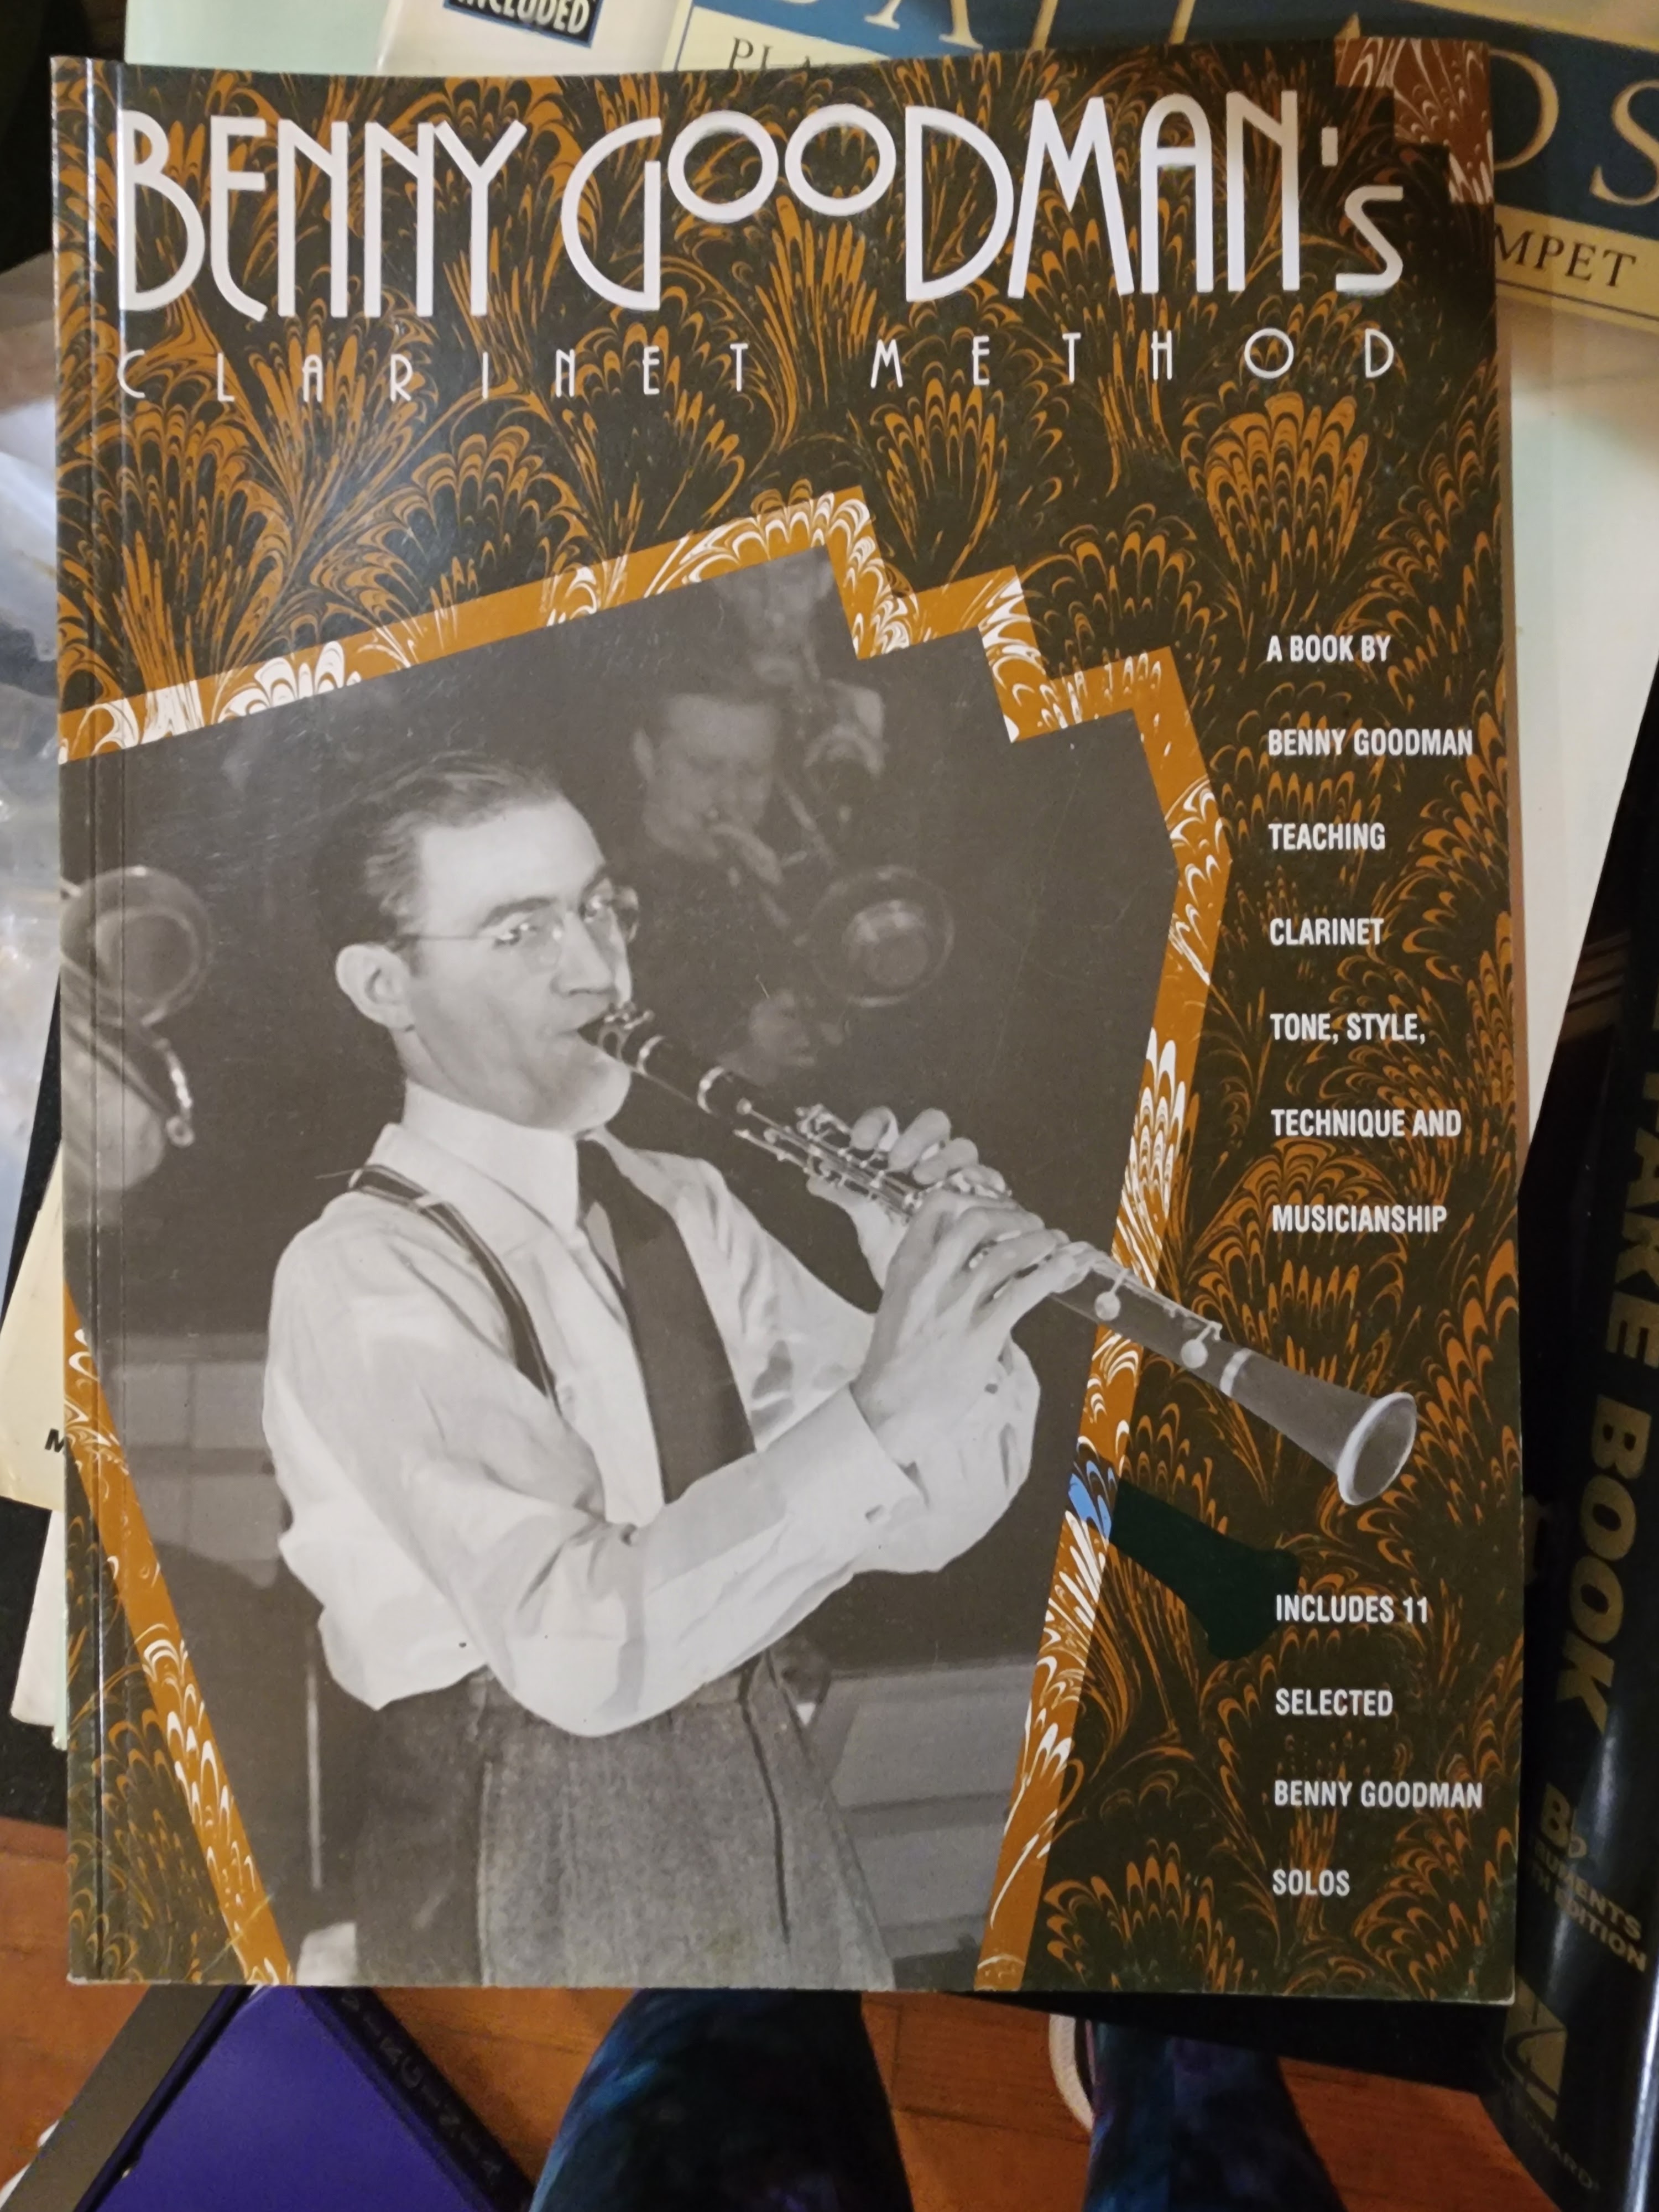 INCLUDED
MPET
BENNY GOODMAN's
CLARINET METHOD
A BOOK BY
BENNY GOODMAN
TEACHING
CLARINET
TONE, STYLE,
TECHNIQUE AND
MUSICIANSHIP
INCLUDES 11
SELECTED
BENNY GOODMAN
SOLOS
BOOK
EDITION